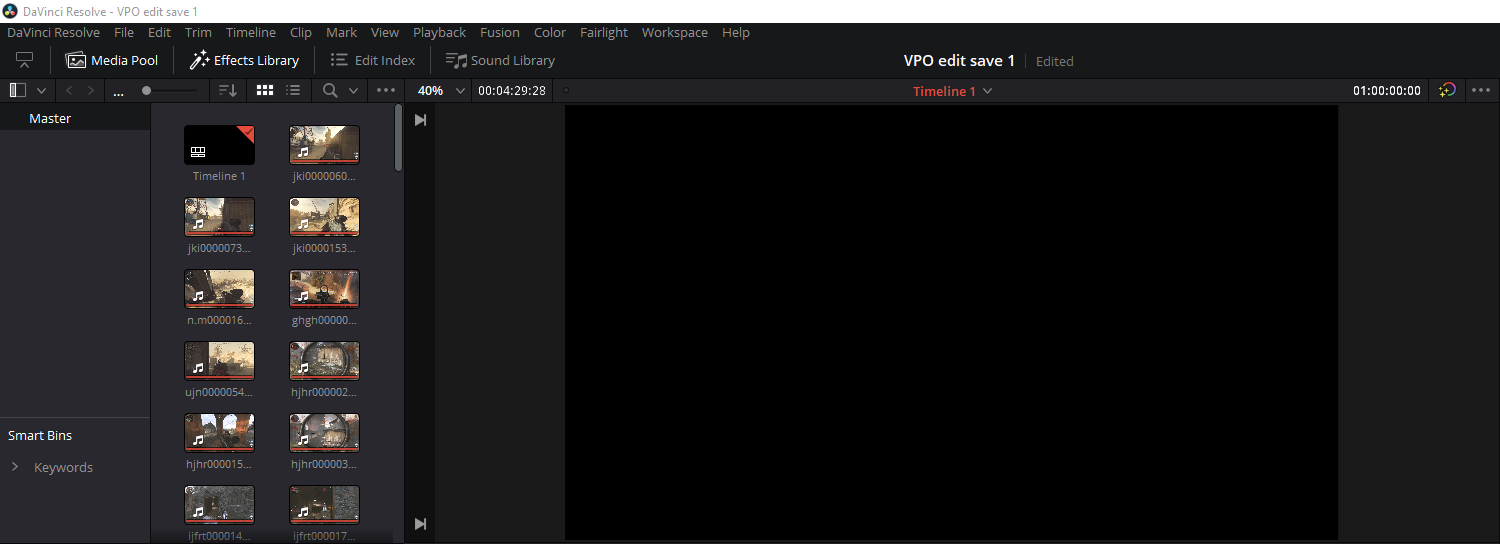 DaVinci Resolve - VPO edit save 1
DaVinci Resolve File Edit Trim Timeline Clip Mark View Playback Fusion Color Fairlight Workspace Help
Media Pool Effects Library Edit Index Sound Library VPO edit save 1 Edited
... 40% 00:04:29:28 Timeline 1 01:00:00:00
Master
Timeline 1 jki0000060...
jki0000073... jki0000153...
n.m000016... ghgh00000...
ujn0000054... hjhr000002...
Smart Bins
Keywords
hjhr000015... hjhr000003...
ijfrt000014... ijfrt000017...